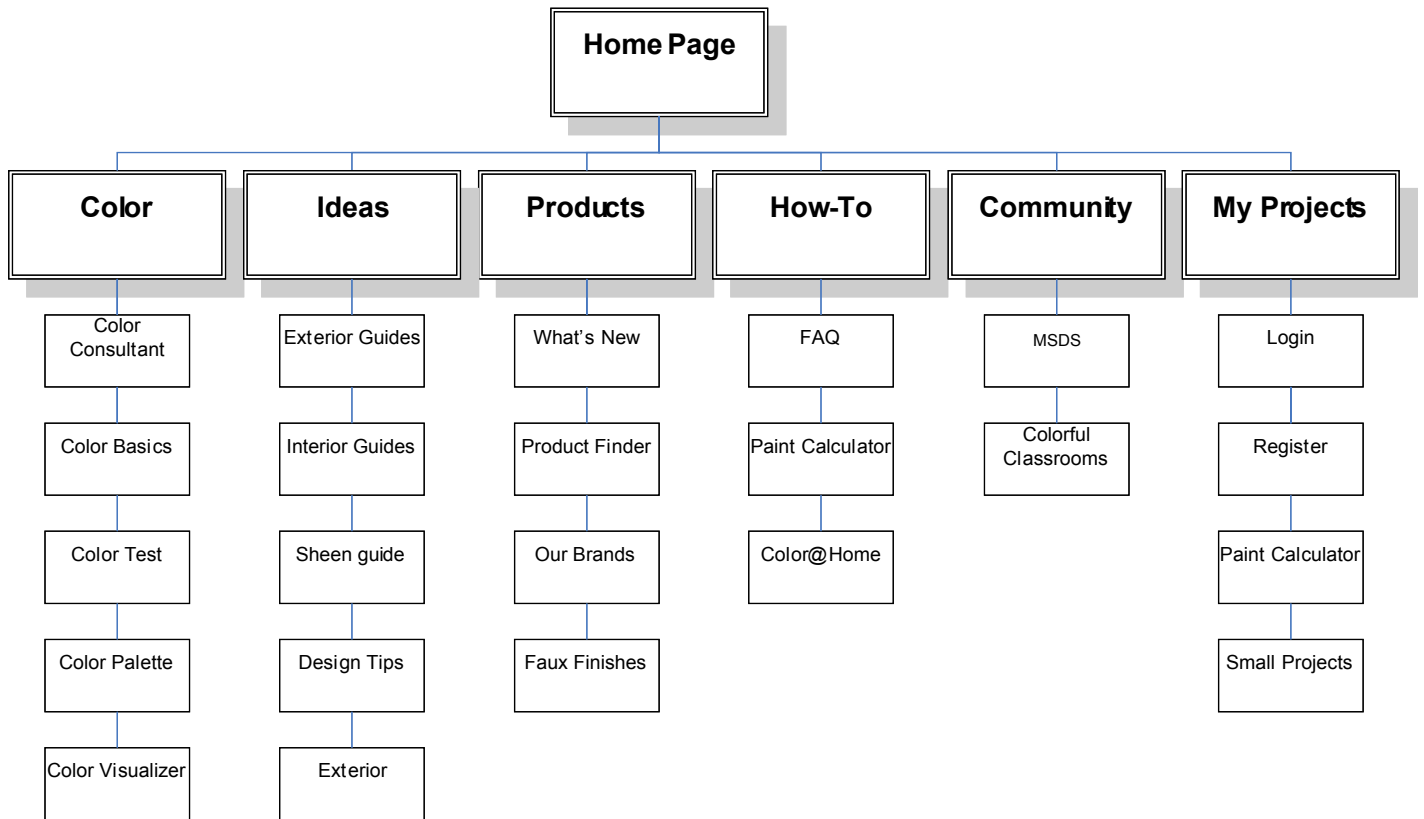 Home Page
Color
Ideas
Products
How-To
Community
My Projects
Color
Consultant
Exterior Guides
What's New
FAQ
MSDS
Login
Color Basics
Interior Guides
Product Finder
Paint Calculator
Colorful
Classrooms
Register
Color Test
Sheen guide
Our Brands
Color@Home
Paint Calculator
Color Palette
Design Tips
Faux Finishes
Small Projects
Color Visualizer
Exterior